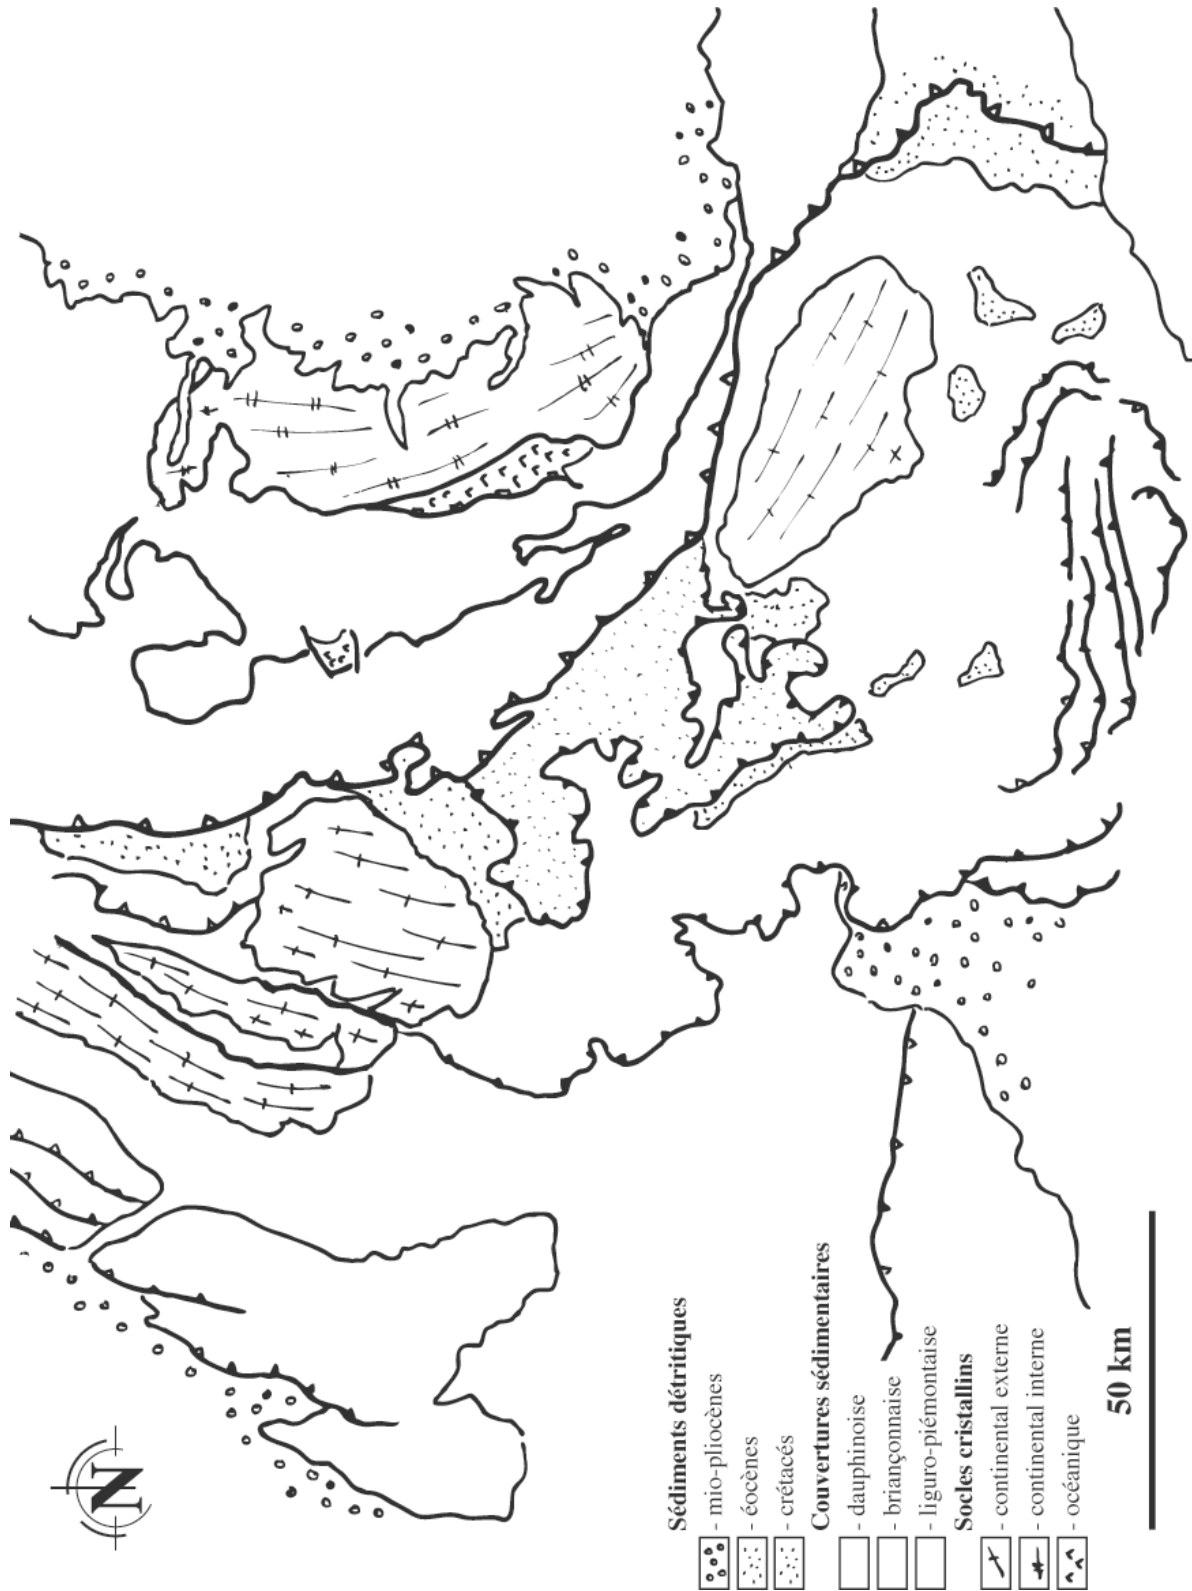 N
Sédiments détritiques
- mio-pliocènes
- éocènes
- crétacés
Couvertures sédimentaires
- dauphinoise
- briançonnaise
- liguro-piémontaise
Socles cristallins
- continental externe
- continental interne
- océanique
50 km